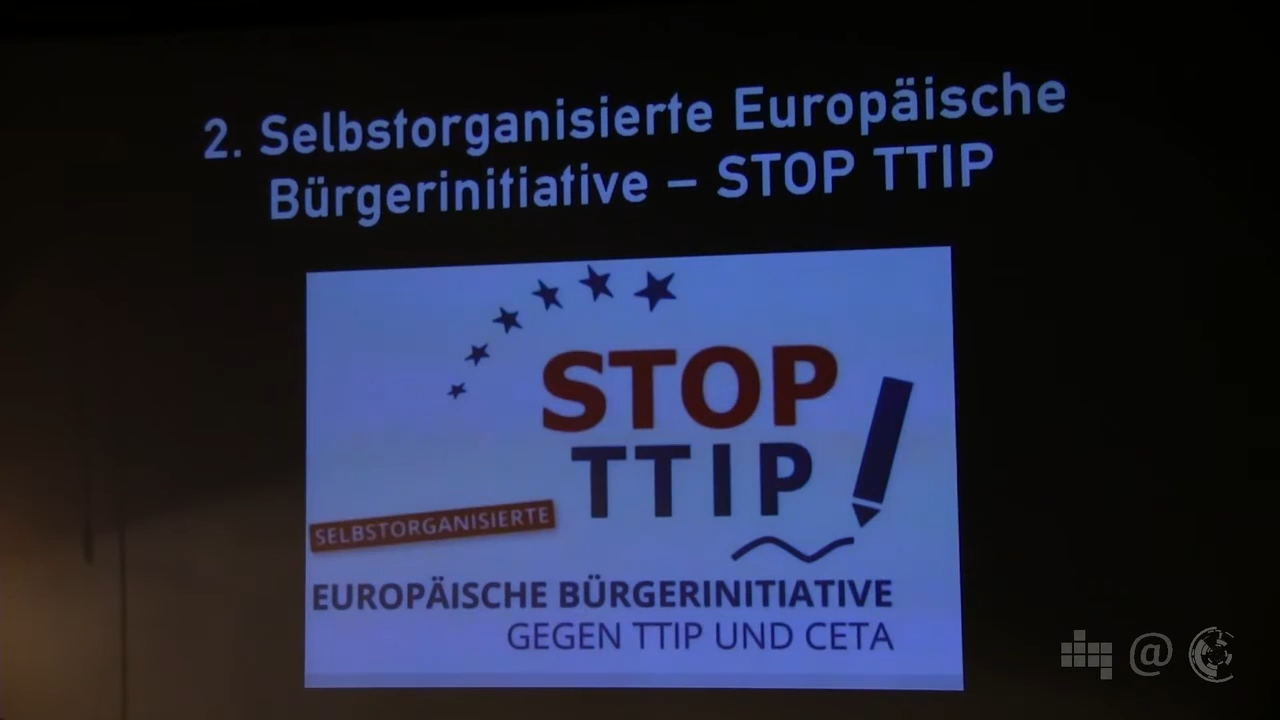 2. Selbstorganisierte Europäische
Bürgerinitiative – STOP TTIP
STOP
TTIP
SELBSTORGANISIERTE
EUROPÄISCHE BÜRGERINITIATIVE
GEGEN TTIP UND CETA
@